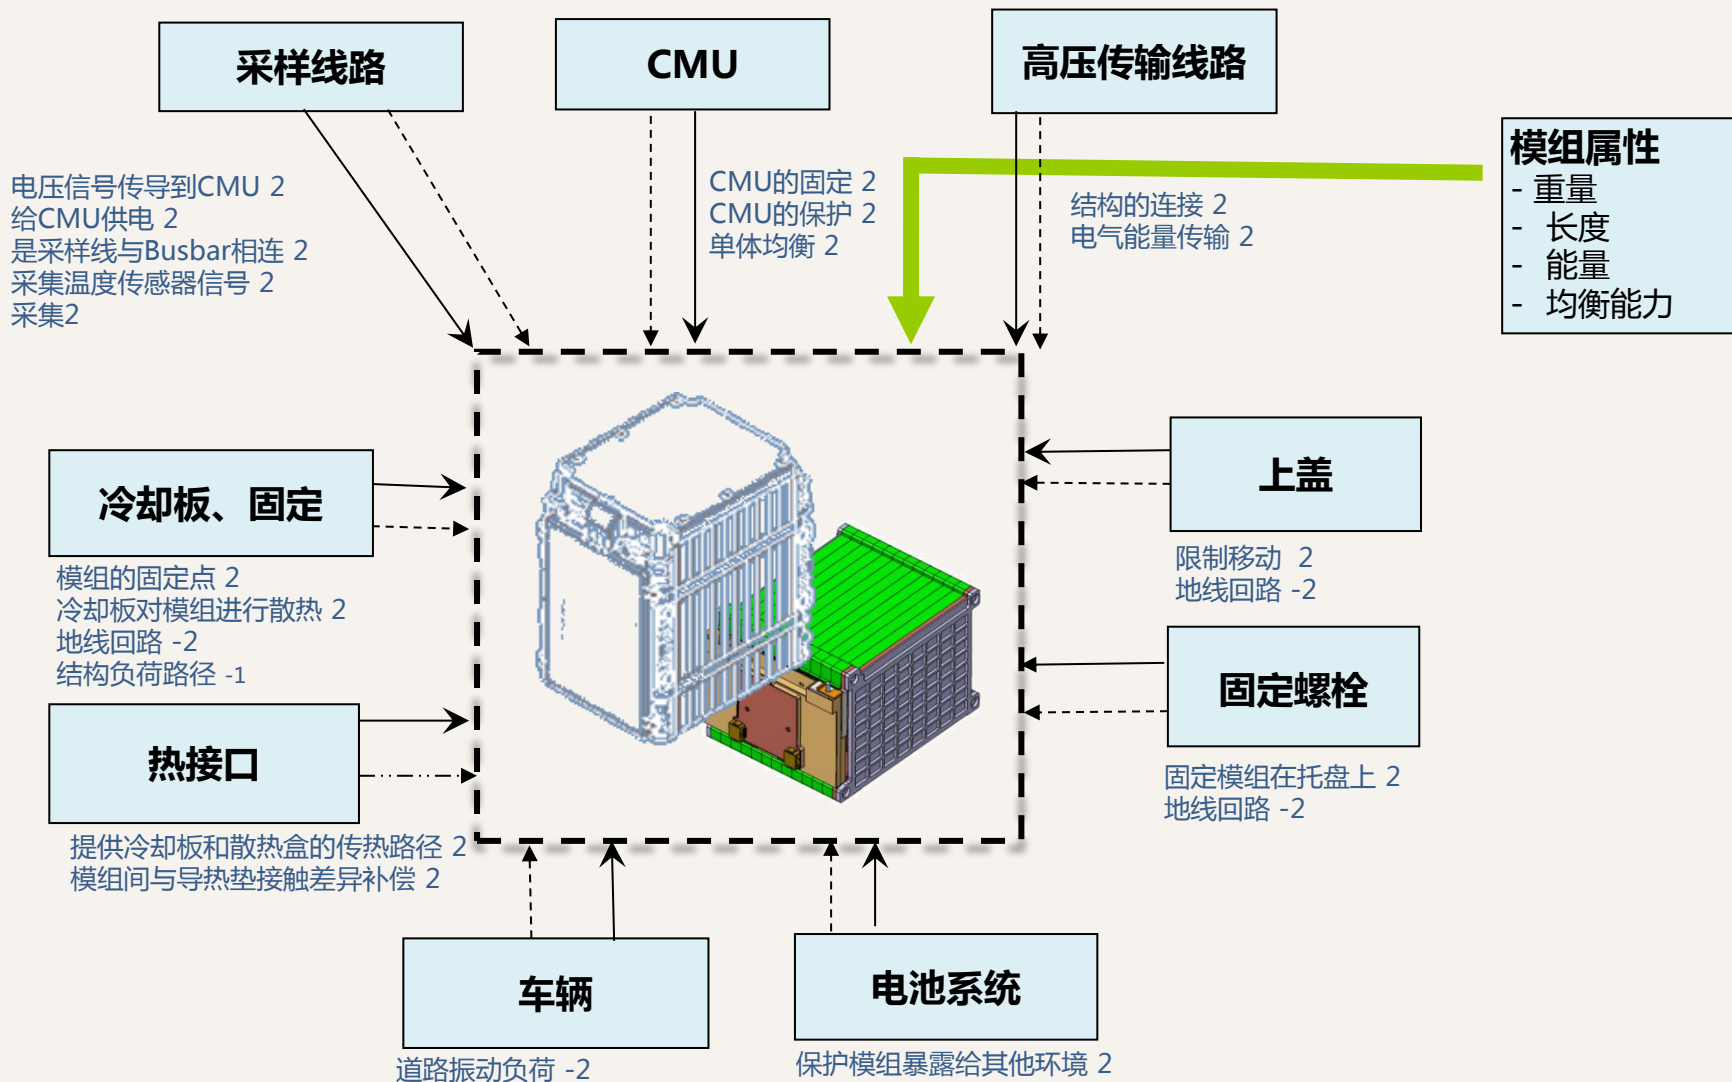 采样线路
CMU
高压传输线路
模组属性
- 重量
- 长度
- 能量
- 均衡能力
电压信号传导到CMU 2
给CMU供电 2
是采样线与Busbar相连 2
采集温度传感器信号 2
采集2
CMU的固定 2
CMU的保护 2
单体均衡 2
结构的连接 2
电气能量传输 2
冷却板、固定
模组的固定点 2
冷却板对模组进行散热 2
地线回路 -2
结构负荷路径 -1
上盖
限制移动 2
地线回路 -2
热接口
提供冷却板和散热盒的传热路径 2
模组间与导热垫接触差异补偿 2
固定螺栓
固定模组在托盘上 2
地线回路 -2
车辆
道路振动负荷 -2
电池系统
保护模组暴露给其他环境 2